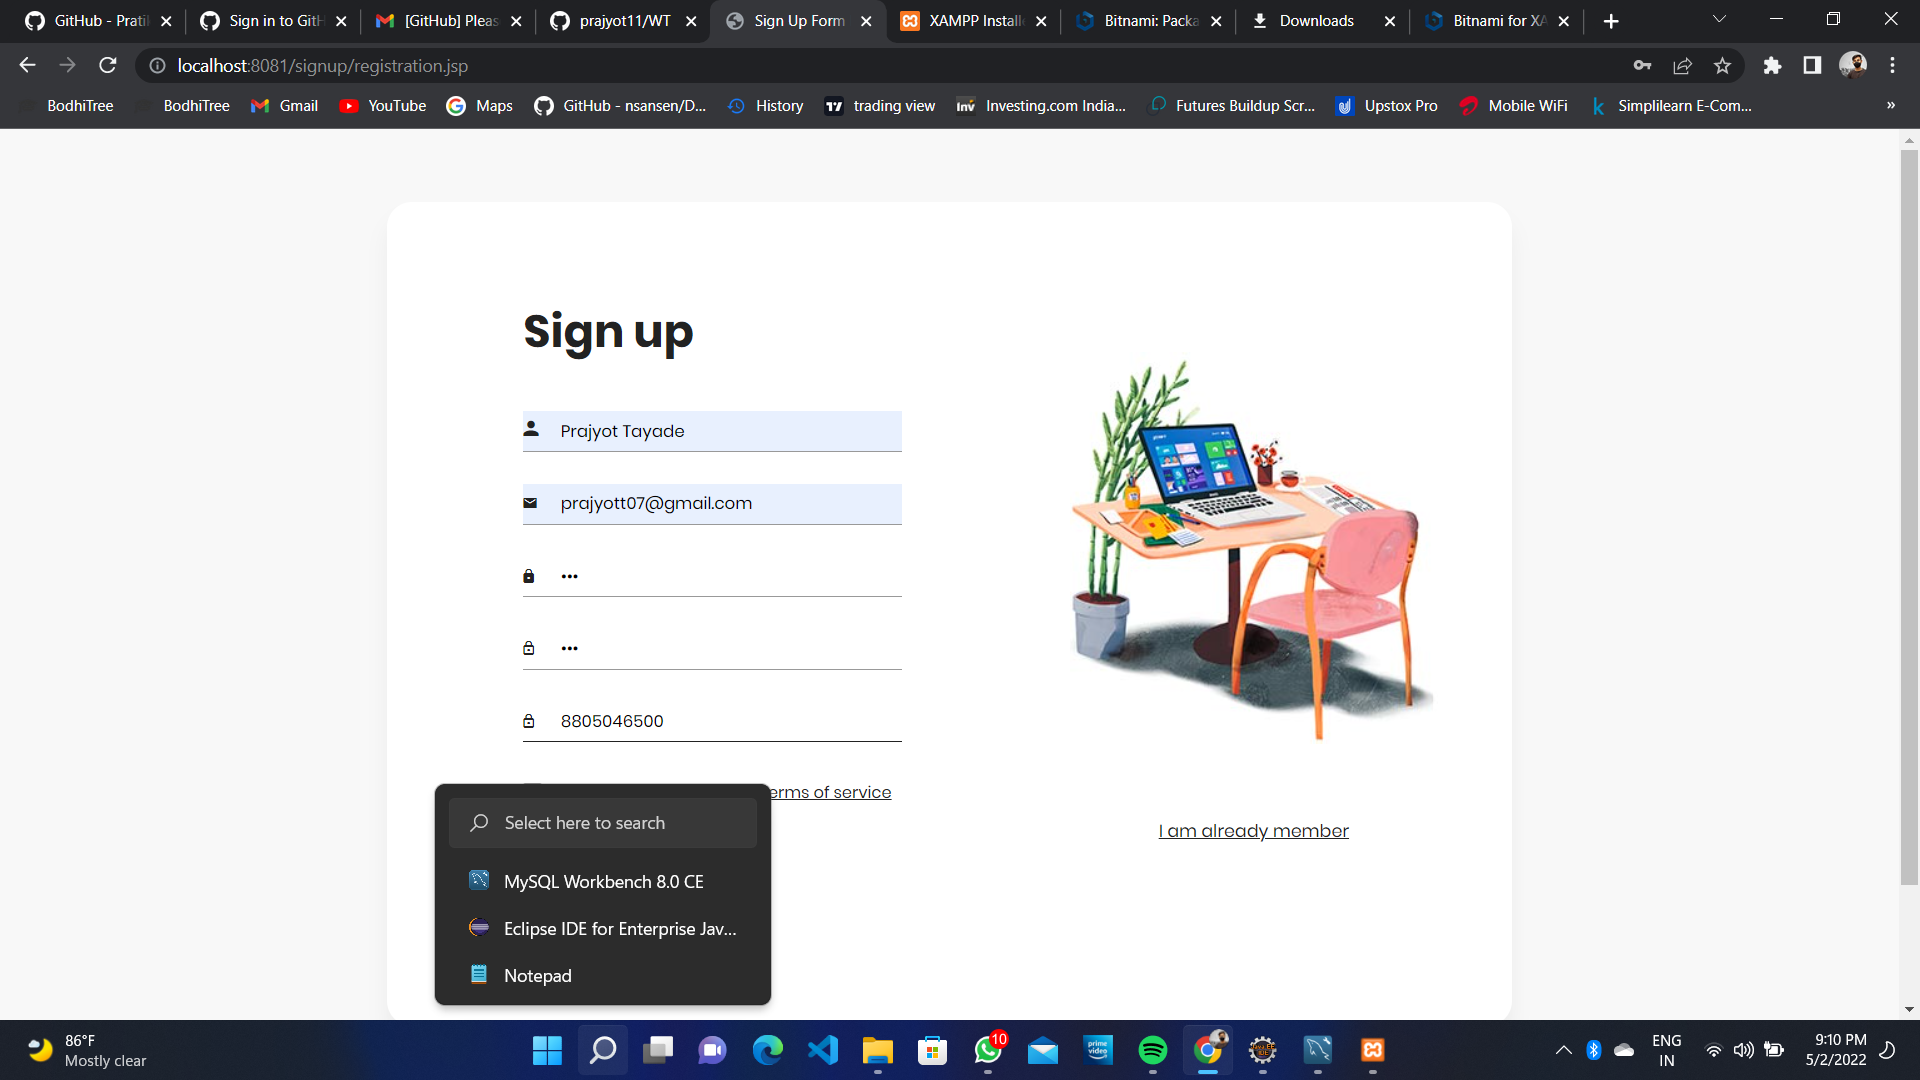 GitHub - Prati
Sign in to GitH
[GitHub] Pleas
prajyot11/WT
Sign Up Form
XAMPP Installe
Bitnami: Packa
Downloads
Bitnami for XA
localhost:8081/signup/registration.jsp
BodhiTree
BodhiTree
Gmail
YouTube
Maps
GitHub - nsansen/D...
History
trading view
Investing.com India...
Futures Buildup Scr...
Upstox Pro
Mobile WiFi
Simplilearn E-Com...
»
Sign up
Prajyot Tayade
prajyott07@gmail.com
•••
•••
8805046500
erms of service
I am already member
Select here to search
MySQL Workbench 8.0 CE
Eclipse IDE for Enterprise Jav...
Notepad
86°F
Mostly clear
10
prime video
ENG
IN
9:10 PM
5/2/2022